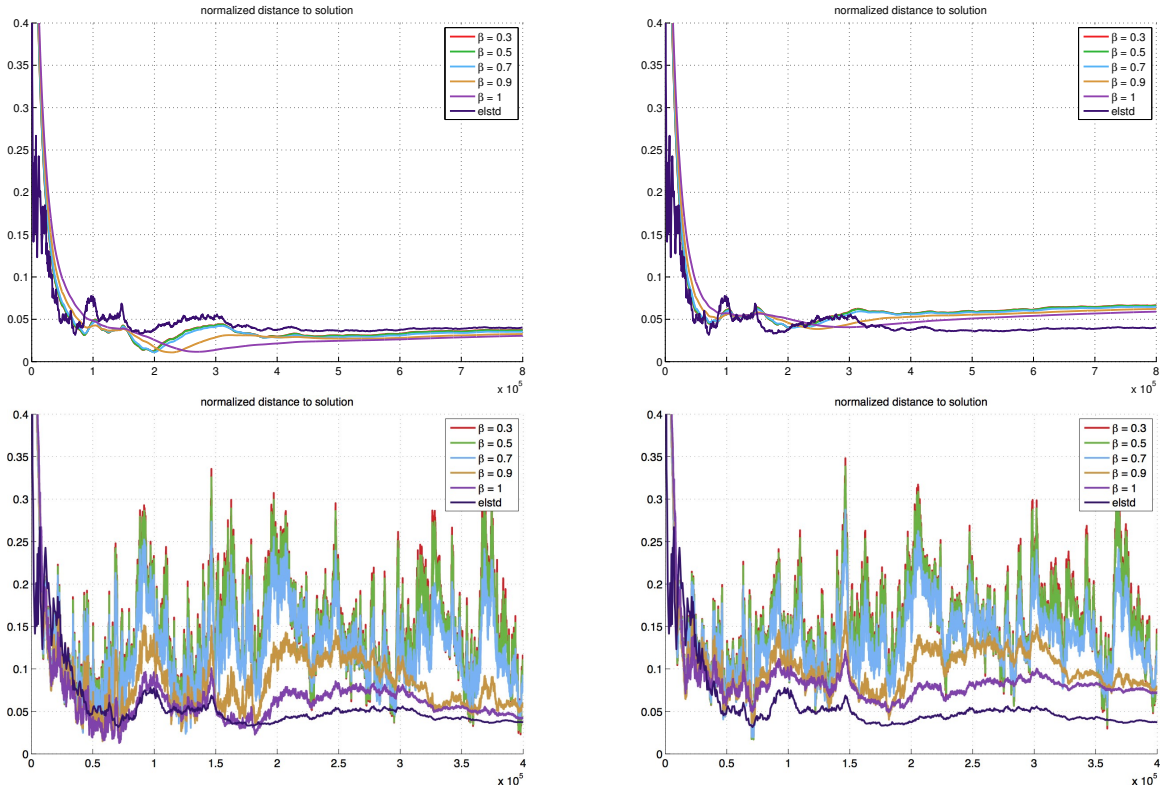 normalized distance to solution
0.4
0.35
0.3
0.25
0.2
0.15
0.1
0.05
0
β = 0.3
β = 0.5
β = 0.7
β = 0.9
β = 1
elstd
0 1 2 3 4 5 6 7 8
x 10^5
normalized distance to solution
0.4
0.35
0.3
0.25
0.2
0.15
0.1
0.05
0
β = 0.3
β = 0.5
β = 0.7
β = 0.9
β = 1
elstd
0 1 2 3 4 5 6 7 8
x 10^5
normalized distance to solution
0.4
0.35
0.3
0.25
0.2
0.15
0.1
0.05
0
β = 0.3
β = 0.5
β = 0.7
β = 0.9
β = 1
elstd
0 0.5 1 1.5 2 2.5 3 3.5 4
x 10^5
normalized distance to solution
0.4
0.35
0.3
0.25
0.2
0.15
0.1
0.05
0
β = 0.3
β = 0.5
β = 0.7
β = 0.9
β = 1
elstd
0 0.5 1 1.5 2 2.5 3 3.5 4
x 10^5